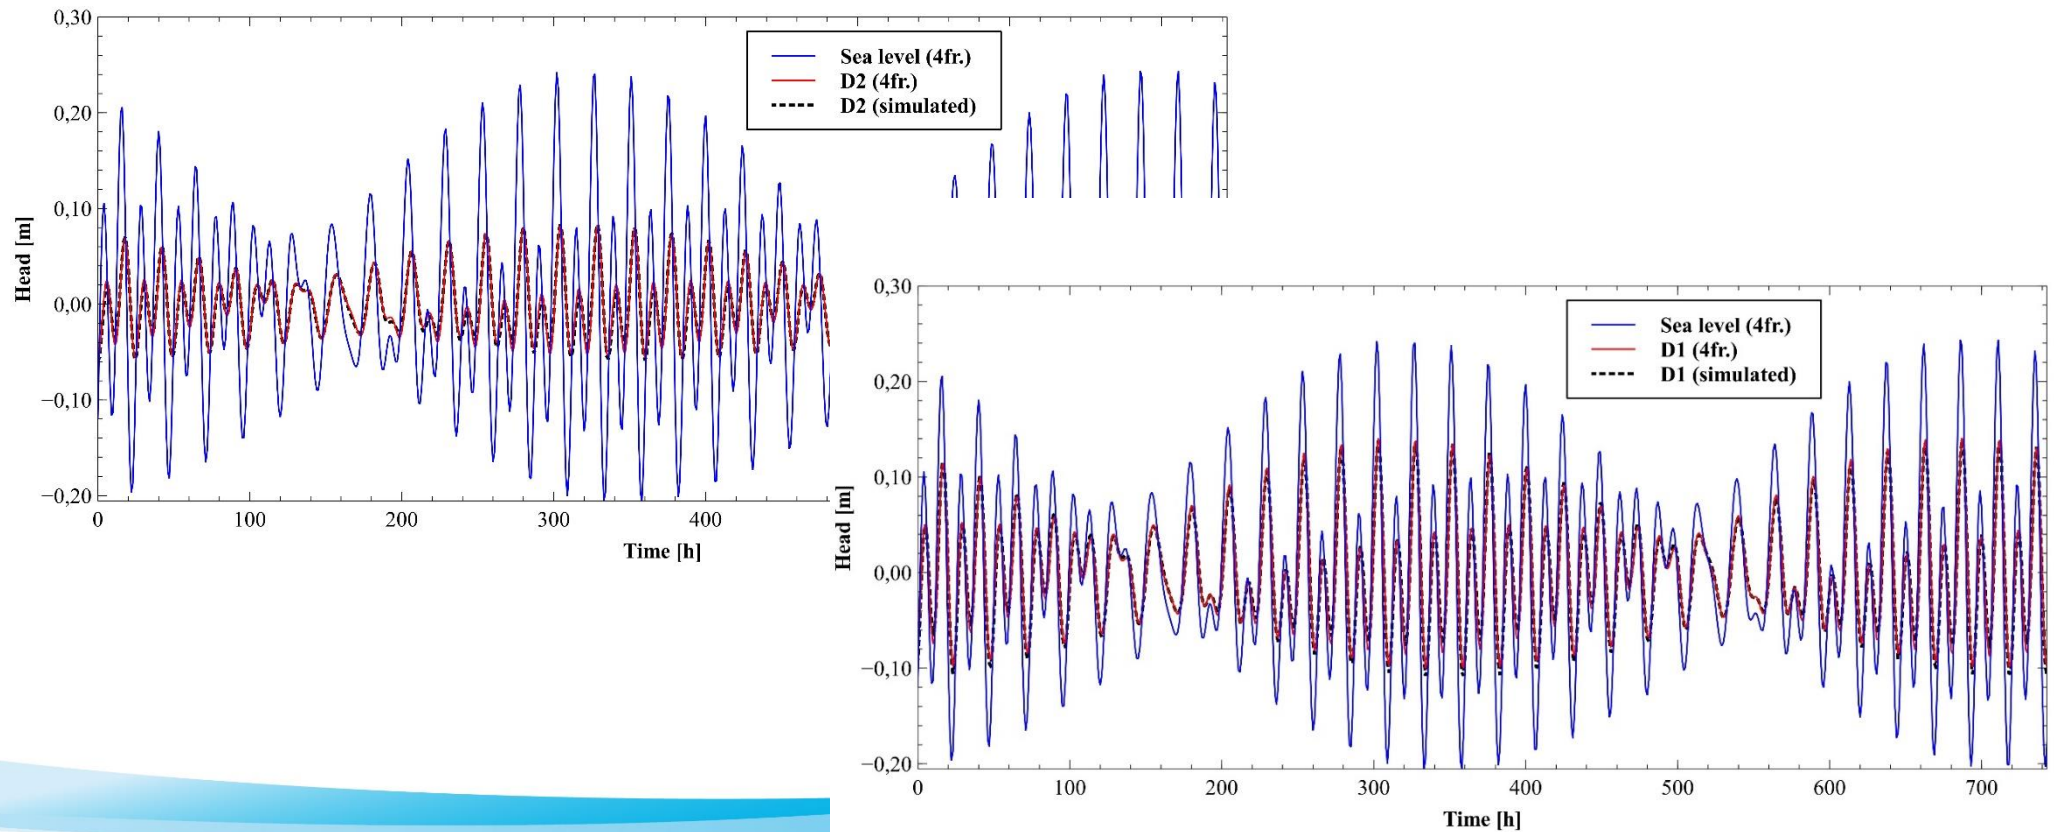 0,30
0,20
0,10
0,00
−0,10
−0,20
Head [m]
Sea level (4fr.)
D2 (4fr.)
D2 (simulated)
0
100
200
300
400
Time [h]
0,30
0,20
0,10
0,00
−0,10
−0,20
Head [m]
Sea level (4fr.)
D1 (4fr.)
D1 (simulated)
0
100
200
300
400
500
600
700
Time [h]